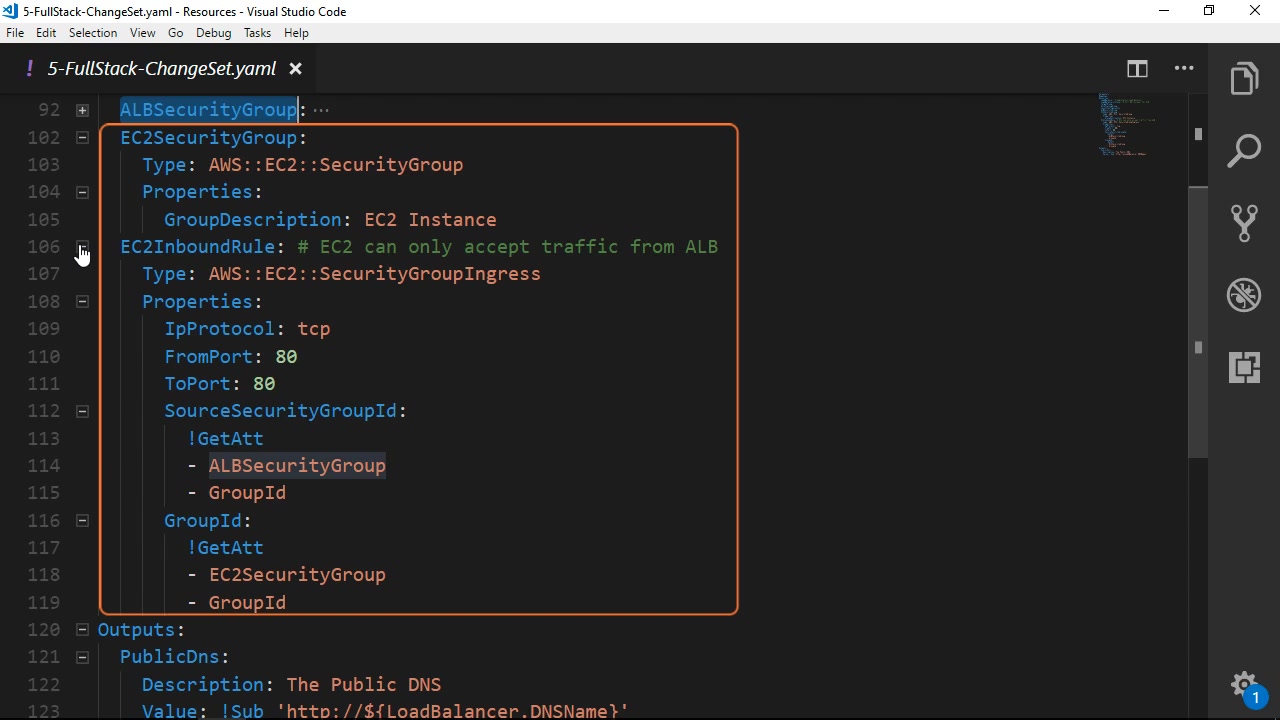 5-FullStack-ChangeSet.yaml - Resources - Visual Studio Code
File Edit Selection View Go Debug Tasks Help
! 5-FullStack-ChangeSet.yaml
92 ALBSecurityGroup: ...
102 EC2SecurityGroup:
103 Type: AWS::EC2::SecurityGroup
104 Properties:
105 GroupDescription: EC2 Instance
106 EC2InboundRule: # EC2 can only accept traffic from ALB
107 Type: AWS::EC2::SecurityGroupIngress
108 Properties:
109 IpProtocol: tcp
110 FromPort: 80
111 ToPort: 80
112 SourceSecurityGroupId:
113 !GetAtt
114 - ALBSecurityGroup
115 - GroupId
116 GroupId:
117 !GetAtt
118 - EC2SecurityGroup
119 - GroupId
120 Outputs:
121 PublicDns:
122 Description: The Public DNS
123 Value: !Sub 'http://${LoadBalancer.DNSName}'
1